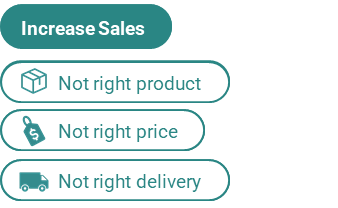 Increase Sales
Not right product
Not right price
Not right delivery